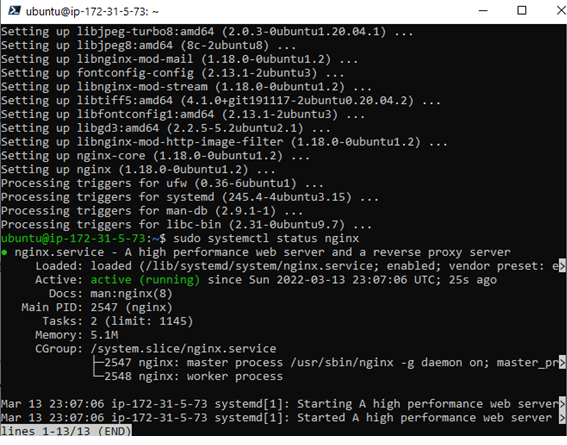 ubuntu@ip-172-31-5-73: ~
Setting up libjpeg-turbo8:amd64 (2.0.3-0ubuntu1.20.04.1) ...
Setting up libjpeg8:amd64 (8c-2ubuntu8) ...
Setting up libnginx-mod-mail (1.18.0-0ubuntu1.2) ...
Setting up fontconfig-config (2.13.1-2ubuntu3) ...
Setting up libnginx-mod-stream (1.18.0-0ubuntu1.2) ...
Setting up libtiff5:amd64 (4.1.0+git191117-2ubuntu0.20.04.2) ...
Setting up libfontconfig1:amd64 (2.13.1-2ubuntu3) ...
Setting up libgd3:amd64 (2.2.5-5.2ubuntu2.1) ...
Setting up libnginx-mod-http-image-filter (1.18.0-0ubuntu1.2) ...
Setting up nginx-core (1.18.0-0ubuntu1.2) ...
Setting up nginx (1.18.0-0ubuntu1.2) ...
Processing triggers for ufw (0.36-6ubuntu1) ...
Processing triggers for systemd (245.4-4ubuntu3.15) ...
Processing triggers for man-db (2.9.1-1) ...
Processing triggers for libc-bin (2.31-0ubuntu9.7) ...
ubuntu@ip-172-31-5-73:~$ sudo systemctl status nginx
● nginx.service - A high performance web server and a reverse proxy server
     Loaded: loaded (/lib/systemd/system/nginx.service; enabled; vendor preset: e>
     Active: active (running) since Sun 2022-03-13 23:07:06 UTC; 25s ago
       Docs: man:nginx(8)
   Main PID: 2547 (nginx)
      Tasks: 2 (limit: 1145)
     Memory: 5.1M
     CGroup: /system.slice/nginx.service
             ├─2547 nginx: master process /usr/sbin/nginx -g daemon on; master_pr>
             └─2548 nginx: worker process
Mar 13 23:07:06 ip-172-31-5-73 systemd[1]: Starting A high performance web server>
Mar 13 23:07:06 ip-172-31-5-73 systemd[1]: Started A high performance web server >
lines 1-13/13 (END)